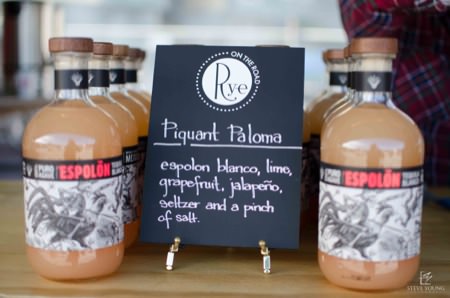 ON THE ROAD
Rye
Piquant Paloma
espolon blanco, lime,
grapefruit, jalapeño,
seltzer and a pinch
of salt.
ESPOLÒN
ESPOLÒN
STEVE YOUNG